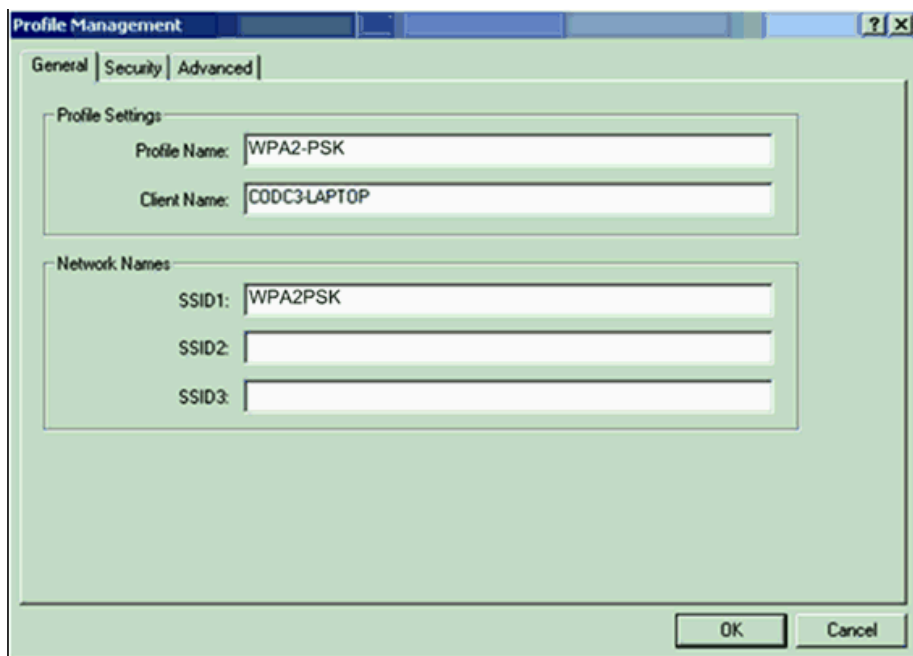 Profile Management
General Security Advanced
Profile Settings
Profile Name: WPA2-PSK
Client Name: CODC3-LAPTOP
Network Names
SSID1: WPA2PSK
SSID2:
SSID3:
OK Cancel